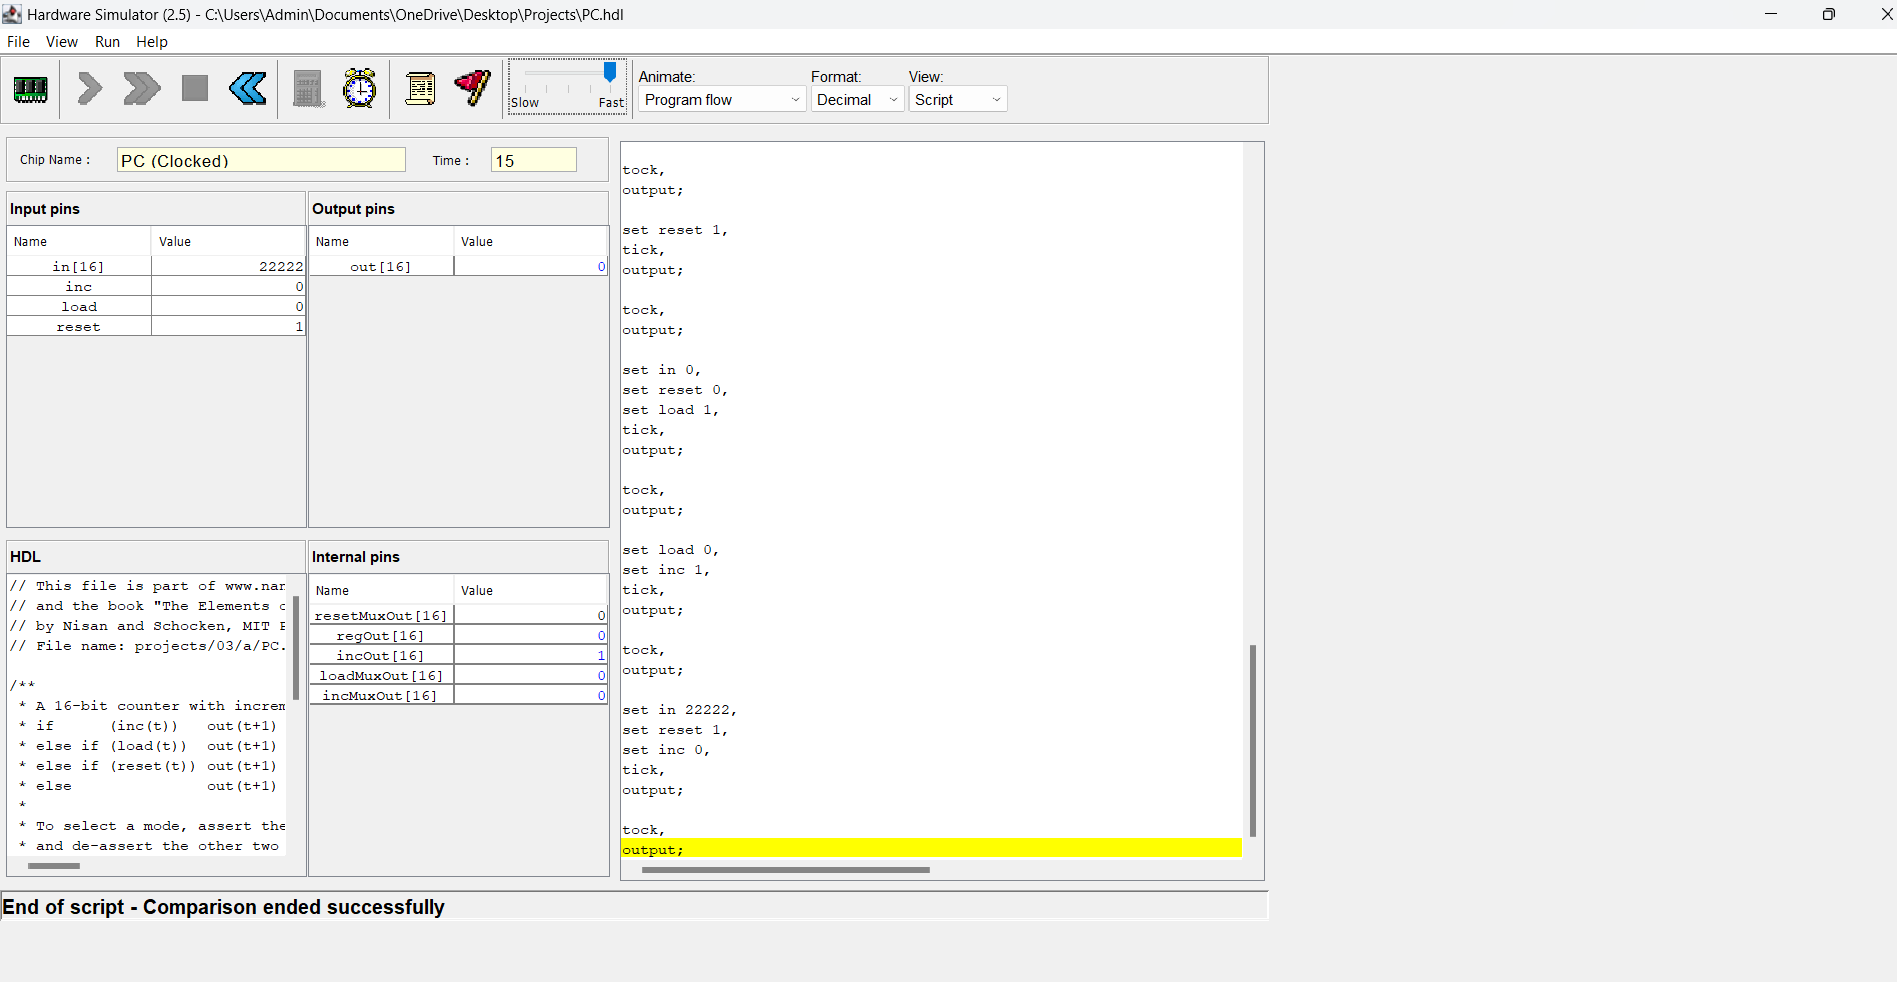 Hardware Simulator (2.5) - C:\Users\Admin\Documents\OneDrive\Desktop\Projects\PC.hdl
File View Run Help
Slow Fast
Animate: Format: View:
Program flow Decimal Script
Chip Name : PC (Clocked) Time : 15
Input pins
Name Value
in[16] 22222
inc 0
load 0
reset 1
Output pins
Name Value
out[16] 0
HDL
// This file is part of www.nan
// and the book "The Elements o
// by Nisan and Schocken, MIT P
// File name: projects/03/a/PC.
/**
* A 16-bit counter with increm
* if (inc(t)) out(t+1)
* else if (load(t)) out(t+1)
* else if (reset(t)) out(t+1)
* else out(t+1)
*
* To select a mode, assert the
* and de-assert the other two
Internal pins
Name Value
resetMuxOut[16] 0
regOut[16] 0
incOut[16] 1
loadMuxOut[16] 0
incMuxOut[16] 0
tock,
output;
set reset 1,
tick,
output;
tock,
output;
set in 0,
set reset 0,
set load 1,
tick,
output;
tock,
output;
set load 0,
set inc 1,
tick,
output;
tock,
output;
set in 22222,
set reset 1,
set inc 0,
tick,
output;
tock,
output;
End of script - Comparison ended successfully